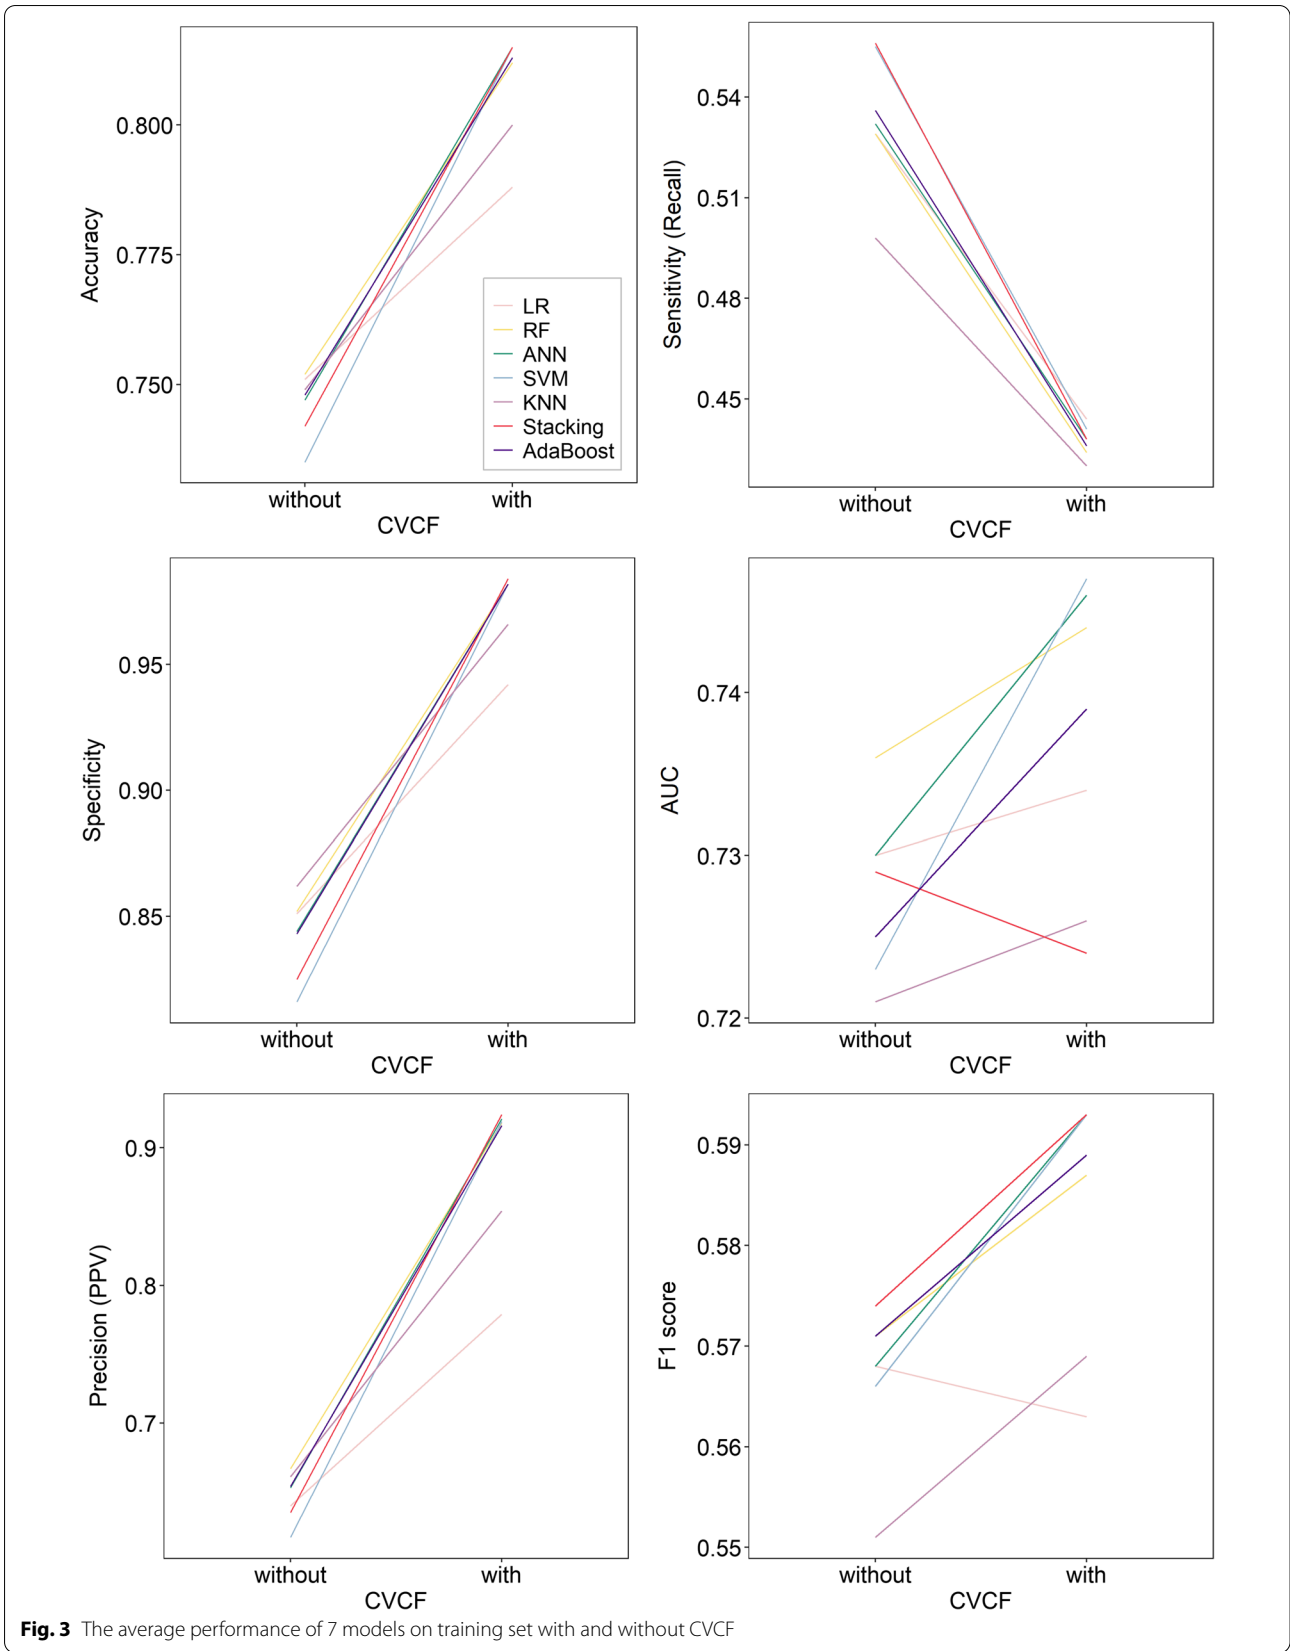 Accuracy
0.800
0.775
0.750
LR
RF
ANN
SVM
KNN
Stacking
AdaBoost
without
with
CVCF
Sensitivity (Recall)
0.54
0.51
0.48
0.45
without
with
CVCF
Specificity
0.95
0.90
0.85
without
with
CVCF
AUC
0.74
0.73
0.72
without
with
CVCF
Precision (PPV)
0.9
0.8
0.7
without
with
CVCF
F1 score
0.59
0.58
0.57
0.56
0.55
without
with
CVCF
Fig. 3 The average performance of 7 models on training set with and without CVCF